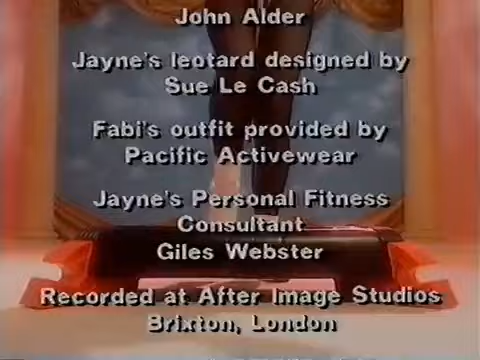 John Alder
Jayne's leotard designed by
Sue Le Cash
Fabi's outfit provided by
Pacific Activewear
Jayne's Personal Fitness
Consultant
Giles Webster
Recorded at After Image Studios
Brixton, London